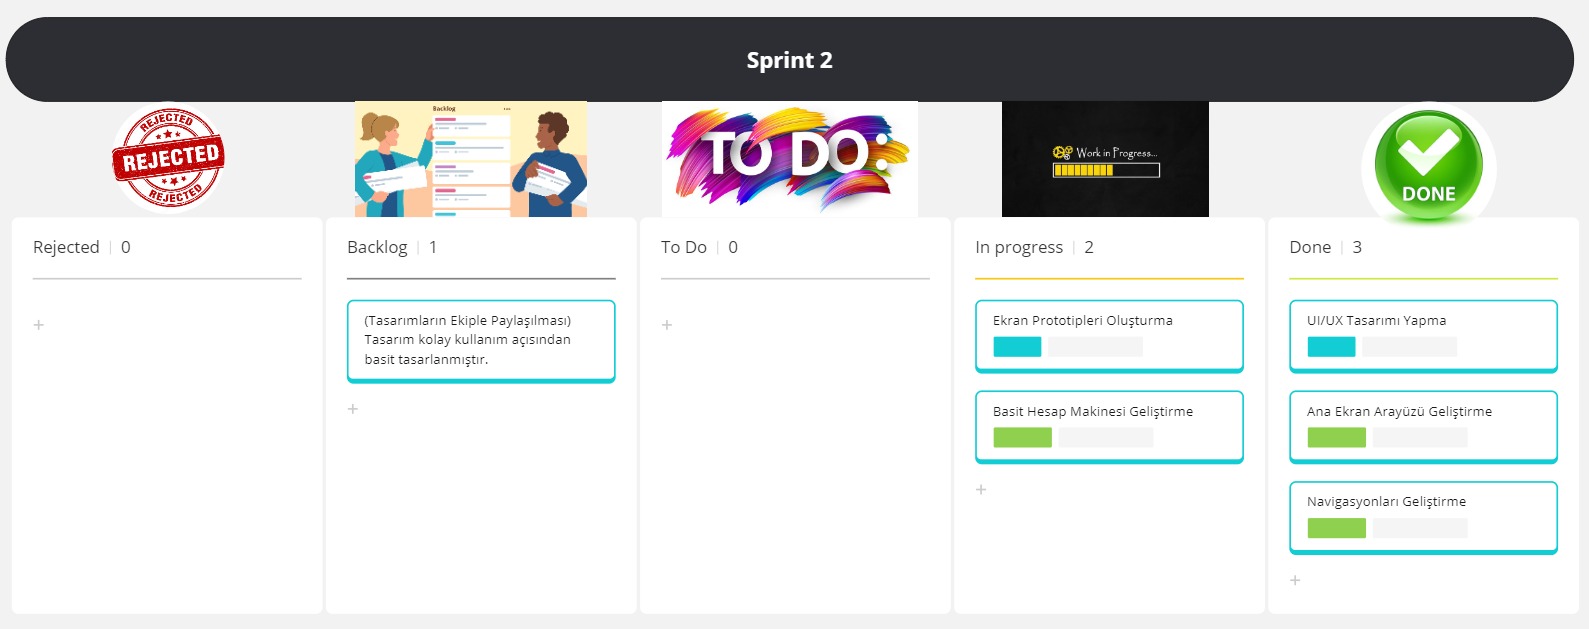 Sprint 2
REJECTED
REJECTED
REJECTED
Backlog
TO DO:
Work in Progress...
DONE
Rejected | 0
Backlog | 1
To Do | 0
In progress | 2
Done | 3
+
(Tasarımların Ekiple Paylaşılması)
Tasarım kolay kullanım açısından
basit tasarlanmıştır.
+
+
Ekran Prototipleri Oluşturma
Basit Hesap Makinesi Geliştirme
+
UI/UX Tasarımı Yapma
Ana Ekran Arayüzü Geliştirme
Navigasyonları Geliştirme
+